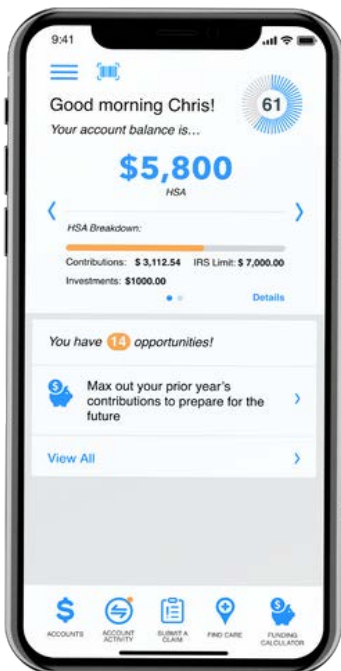 9:41
Good morning Chris!
61
Your account balance is...
$5,800
HSA
HSA Breakdown:
Contributions: $ 3,112.54 IRS Limit: $ 7,000.00
Investments: $1000.00
Details
You have 14 opportunities!
Max out your prior year's
contributions to prepare for the
future
View All
ACCOUNTS
ACCOUNT
ACTIVITY
SUBMIT A
CLAIM
FIND CARE
FUNDING
CALCULATOR